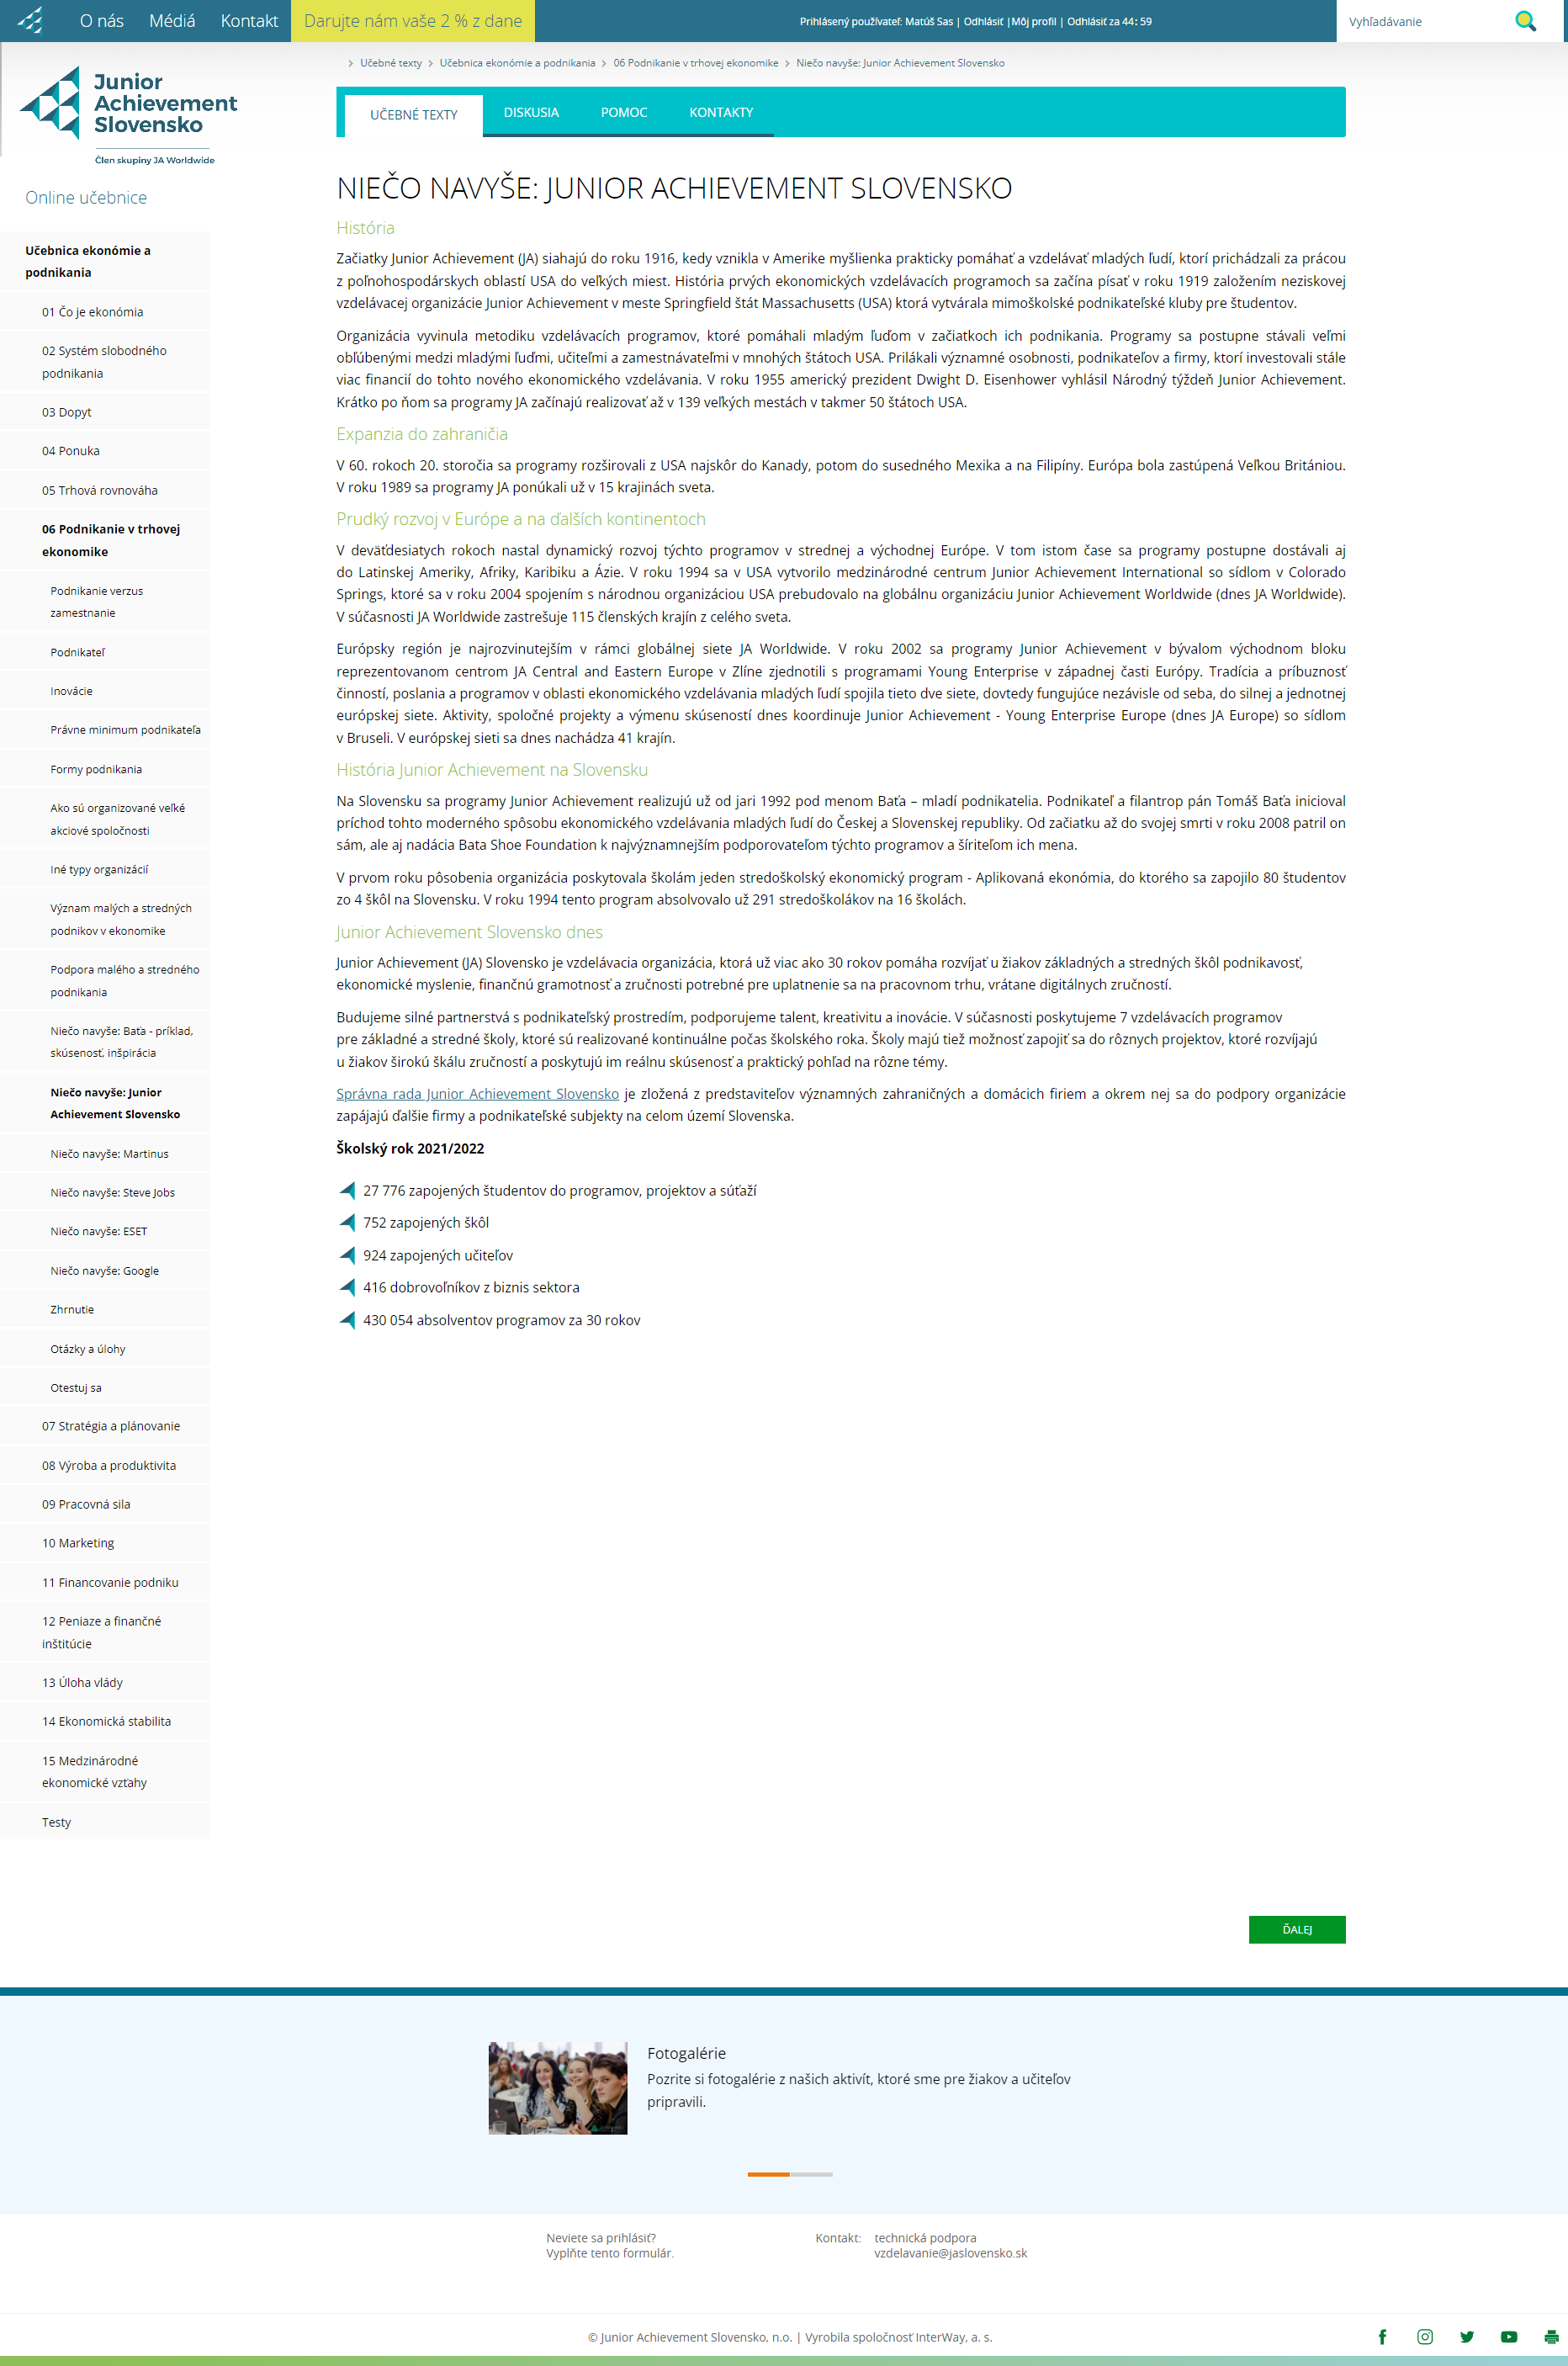 O nás Médiá Kontakt Darujte nám vaše 2 % z dane
Prihlásený používateľ: Matúš Sas | Odhlásiť |Môj profil | Odhlásiť za 44: 59
Vyhľadávanie
Junior
Achievement
Slovensko
Člen skupiny JA Worldwide
Učebné texty Učebnica ekonómie a podnikania 06 Podnikanie v trhovej ekonomike Niečo navyše: Junior Achievement Slovensko
UČEBNÉ TEXTY DISKUSIA POMOC KONTAKTY
Online učebnice
Učebnica ekonómie a
podnikania
01 Čo je ekonómia
02 Systém slobodného
podnikania
03 Dopyt
04 Ponuka
05 Trhová rovnováha
06 Podnikanie v trhovej
ekonomike
Podnikanie verzus
zamestnanie
Podnikateľ
Inovácie
Právne minimum podnikateľa
Formy podnikania
Ako sú organizované veľké
akciové spoločnosti
Iné typy organizácií
Význam malých a stredných
podnikov v ekonomike
Podpora malého a stredného
podnikania
Niečo navyše: Baťa - príklad,
skúsenosť, inšpirácia
Niečo navyše: Junior
Achievement Slovensko
Niečo navyše: Martinus
Niečo navyše: Steve Jobs
Niečo navyše: ESET
Niečo navyše: Google
Zhrnutie
Otázky a úlohy
Otestuj sa
07 Stratégia a plánovanie
08 Výroba a produktivita
09 Pracovná sila
10 Marketing
11 Financovanie podniku
12 Peniaze a finančné
inštitúcie
13 Úloha vlády
14 Ekonomická stabilita
15 Medzinárodné
ekonomické vzťahy
Testy
NIEČO NAVYŠE: JUNIOR ACHIEVEMENT SLOVENSKO
História
Začiatky Junior Achievement (JA) siahajú do roku 1916, kedy vznikla v Amerike myšlienka prakticky pomáhať a vzdelávať mladých ľudí, ktorí prichádzali za prácou
z poľnohospodárskych oblastí USA do veľkých miest. História prvých ekonomických vzdelávacích programoch sa začína písať v roku 1919 založením neziskovej
vzdelávacej organizácie Junior Achievement v meste Springfield štát Massachusetts (USA) ktorá vytvárala mimoškolské podnikateľské kluby pre študentov.
Organizácia vyvinula metodiku vzdelávacích programov, ktoré pomáhali mladým ľuďom v začiatkoch ich podnikania. Programy sa postupne stávali veľmi
obľúbenými medzi mladými ľuďmi, učiteľmi a zamestnávateľmi v mnohých štátoch USA. Prilákali významné osobnosti, podnikateľov a firmy, ktorí investovali stále
viac financií do tohto nového ekonomického vzdelávania. V roku 1955 americký prezident Dwight D. Eisenhower vyhlásil Národný týždeň Junior Achievement.
Krátko po ňom sa programy JA začínajú realizovať až v 139 veľkých mestách v takmer 50 štátoch USA.
Expanzia do zahraničia
V 60. rokoch 20. storočia sa programy rozširovali z USA najskôr do Kanady, potom do susedného Mexika a na Filipíny. Európa bola zastúpená Veľkou Britániou.
V roku 1989 sa programy JA ponúkali už v 15 krajinách sveta.
Prudký rozvoj v Európe a na ďalších kontinentoch
V deväťdesiatych rokoch nastal dynamický rozvoj týchto programov v strednej a východnej Európe. V tom istom čase sa programy postupne dostávali aj
do Latinskej Ameriky, Afriky, Karibiku a Ázie. V roku 1994 sa v USA vytvorilo medzinárodné centrum Junior Achievement International so sídlom v Colorado
Springs, ktoré sa v roku 2004 spojením s národnou organizáciou USA prebudovalo na globálnu organizáciu Junior Achievement Worldwide (dnes JA Worldwide).
V súčasnosti JA Worldwide zastrešuje 115 členských krajín z celého sveta.
Európsky región je najrozvinutejším v rámci globálnej siete JA Worldwide. V roku 2002 sa programy Junior Achievement v bývalom východnom bloku
reprezentovanom centrom JA Central and Eastern Europe v Zlíne zjednotili s programami Young Enterprise v západnej časti Európy. Tradícia a príbuznosť
činností, poslania a programov v oblasti ekonomického vzdelávania mladých ľudí spojila tieto dve siete, dovtedy fungujúce nezávisle od seba, do silnej a jednotnej
európskej siete. Aktivity, spoločné projekty a výmenu skúseností dnes koordinuje Junior Achievement - Young Enterprise Europe (dnes JA Europe) so sídlom
v Bruseli. V európskej sieti sa dnes nachádza 41 krajín.
História Junior Achievement na Slovensku
Na Slovensku sa programy Junior Achievement realizujú už od jari 1992 pod menom Baťa – mladí podnikatelia. Podnikateľ a filantrop pán Tomáš Baťa inicioval
príchod tohto moderného spôsobu ekonomického vzdelávania mladých ľudí do Českej a Slovenskej republiky. Od začiatku až do svojej smrti v roku 2008 patril on
sám, ale aj nadácia Bata Shoe Foundation k najvýznamnejším podporovateľom týchto programov a šíriteľom ich mena.
V prvom roku pôsobenia organizácia poskytovala školám jeden stredoškolský ekonomický program - Aplikovaná ekonómia, do ktorého sa zapojilo 80 študentov
zo 4 škôl na Slovensku. V roku 1994 tento program absolvovalo už 291 stredoškolákov na 16 školách.
Junior Achievement Slovensko dnes
Junior Achievement (JA) Slovensko je vzdelávacia organizácia, ktorá už viac ako 30 rokov pomáha rozvíjať u žiakov základných a stredných škôl podnikavosť,
ekonomické myslenie, finančnú gramotnosť a zručnosti potrebné pre uplatnenie sa na pracovnom trhu, vrátane digitálnych zručností.
Budujeme silné partnerstvá s podnikateľský prostredím, podporujeme talent, kreativitu a inovácie. V súčasnosti poskytujeme 7 vzdelávacích programov
pre základné a stredné školy, ktoré sú realizované kontinuálne počas školského roka. Školy majú tiež možnosť zapojiť sa do rôznych projektov, ktoré rozvíjajú
u žiakov širokú škálu zručností a poskytujú im reálnu skúsenosť a praktický pohľad na rôzne témy.
Správna rada Junior Achievement Slovensko je zložená z predstaviteľov významných zahraničných a domácich firiem a okrem nej sa do podpory organizácie
zapájajú ďalšie firmy a podnikateľské subjekty na celom území Slovenska.
Školský rok 2021/2022
27 776 zapojených študentov do programov, projektov a súťaží
752 zapojených škôl
924 zapojených učiteľov
416 dobrovoľníkov z biznis sektora
430 054 absolventov programov za 30 rokov
ĎALEJ
Fotogalérie
Pozrite si fotogalérie z našich aktivít, ktoré sme pre žiakov a učiteľov
pripravili.
Neviete sa prihlásiť?
Vyplňte tento formulár.
Kontakt: technická podpora
vzdelavanie@jaslovensko.sk
© Junior Achievement Slovensko, n.o. | Vyrobila spoločnosť InterWay, a. s.